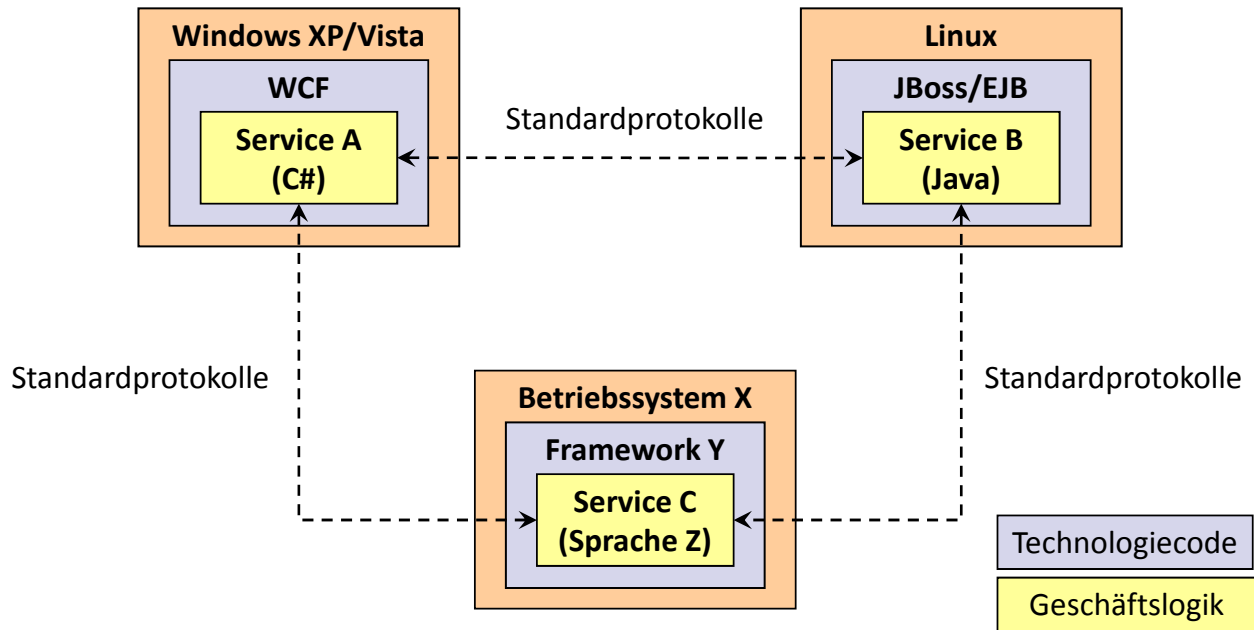 Windows XP/Vista
WCF
Service A
(C#)
Standardprotokolle
Linux
JBoss/EJB
Service B
(Java)
Standardprotokolle
Standardprotokolle
Betriebssystem X
Framework Y
Service C
(Sprache Z)
Technologiecode
Geschäftslogik